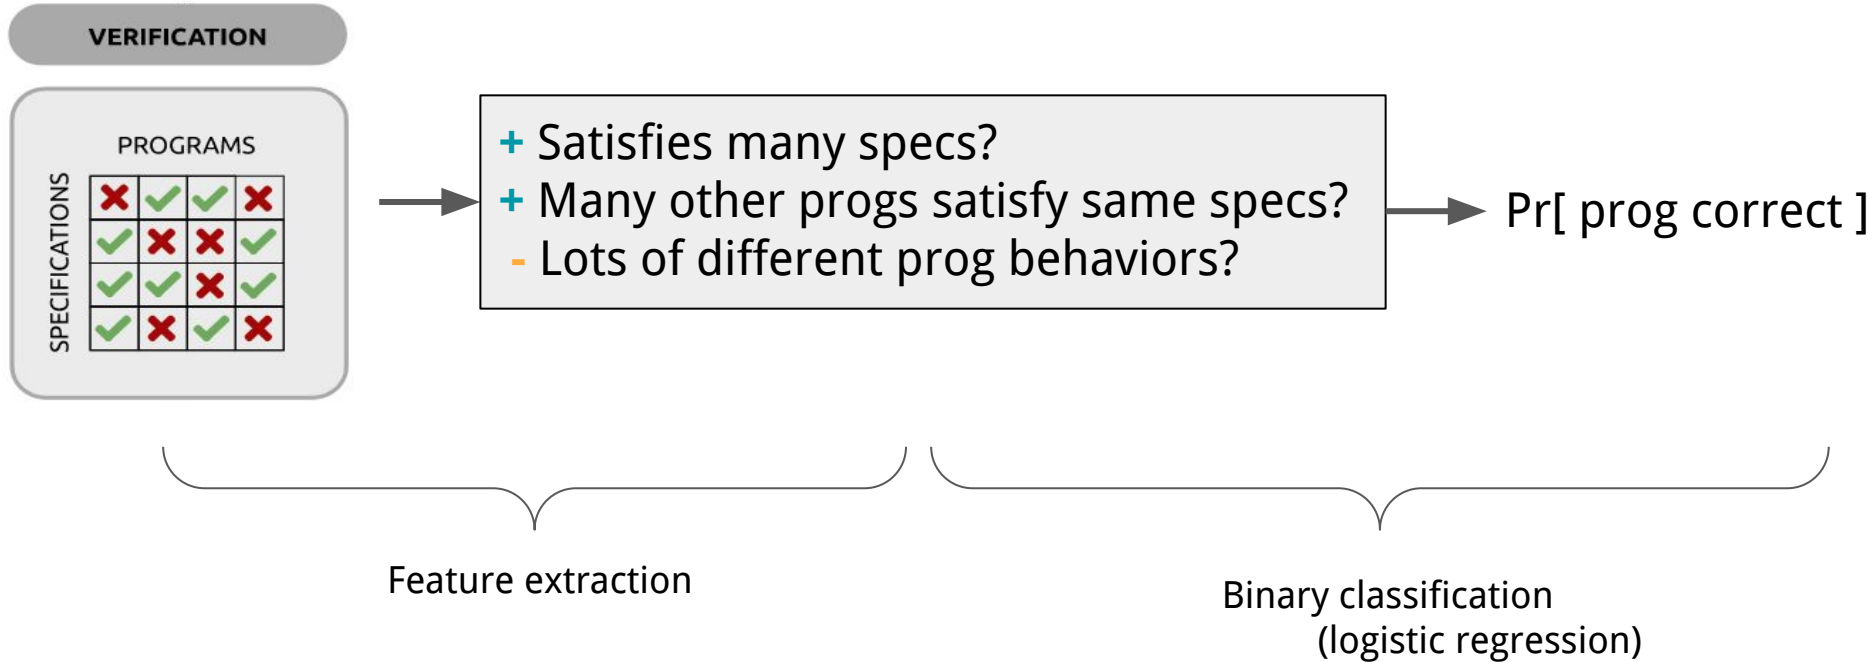 VERIFICATION
PROGRAMS
SPECIFICATIONS
+ Satisfies many specs?
+ Many other progs satisfy same specs?
- Lots of different prog behaviors?
Pr[ prog correct ]
Feature extraction
Binary classification
(logistic regression)